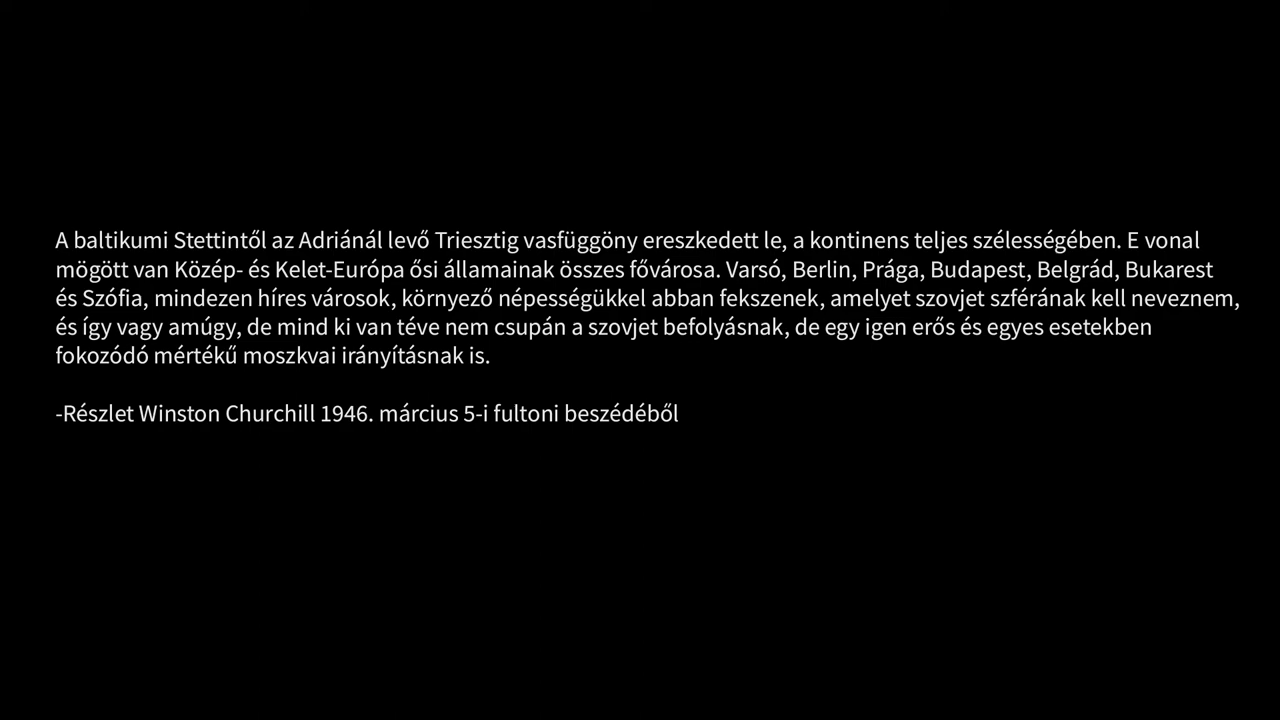 A baltikumi Stettintől az Adriánál levő Triesztig vasfüggöny ereszkedett le, a kontinens teljes szélességében. E vonal
mögött van Közép- és Kelet-Európa ősi államainak összes fővárosa. Varsó, Berlin, Prága, Budapest, Belgrád, Bukarest
és Szófia, mindezen híres városok, környező népességükkel abban fekszenek, amelyet szovjet szférának kell neveznem,
és így vagy amúgy, de mind ki van téve nem csupán a szovjet befolyásnak, de egy igen erős és egyes esetekben
fokozódó mértékű moszkvai irányításnak is.
-Részlet Winston Churchill 1946. március 5-i fultoni beszédéből